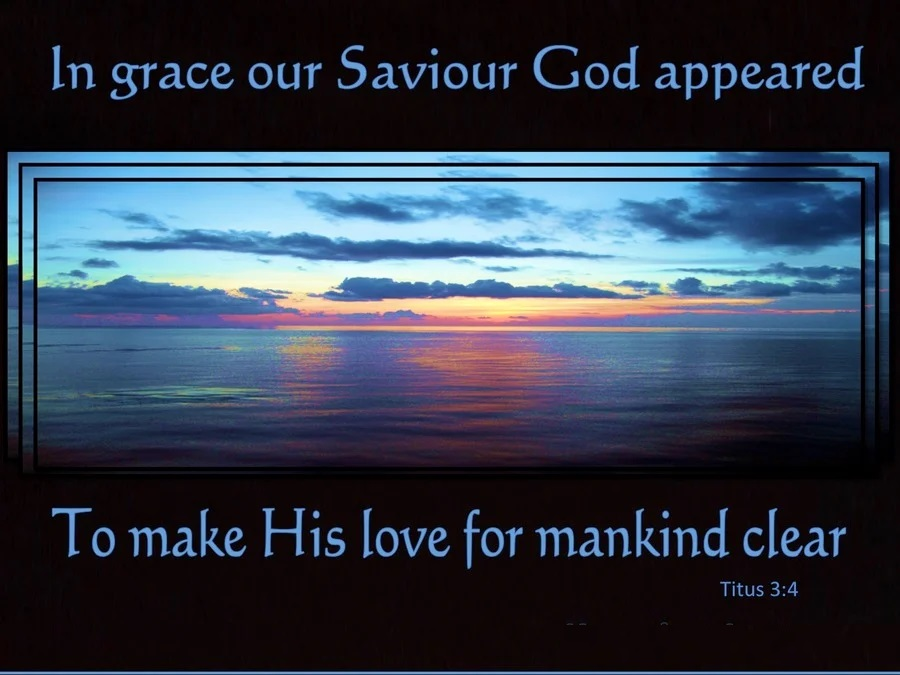 In grace our Saviour God appeared
To make His love for mankind clear
Titus 3:4